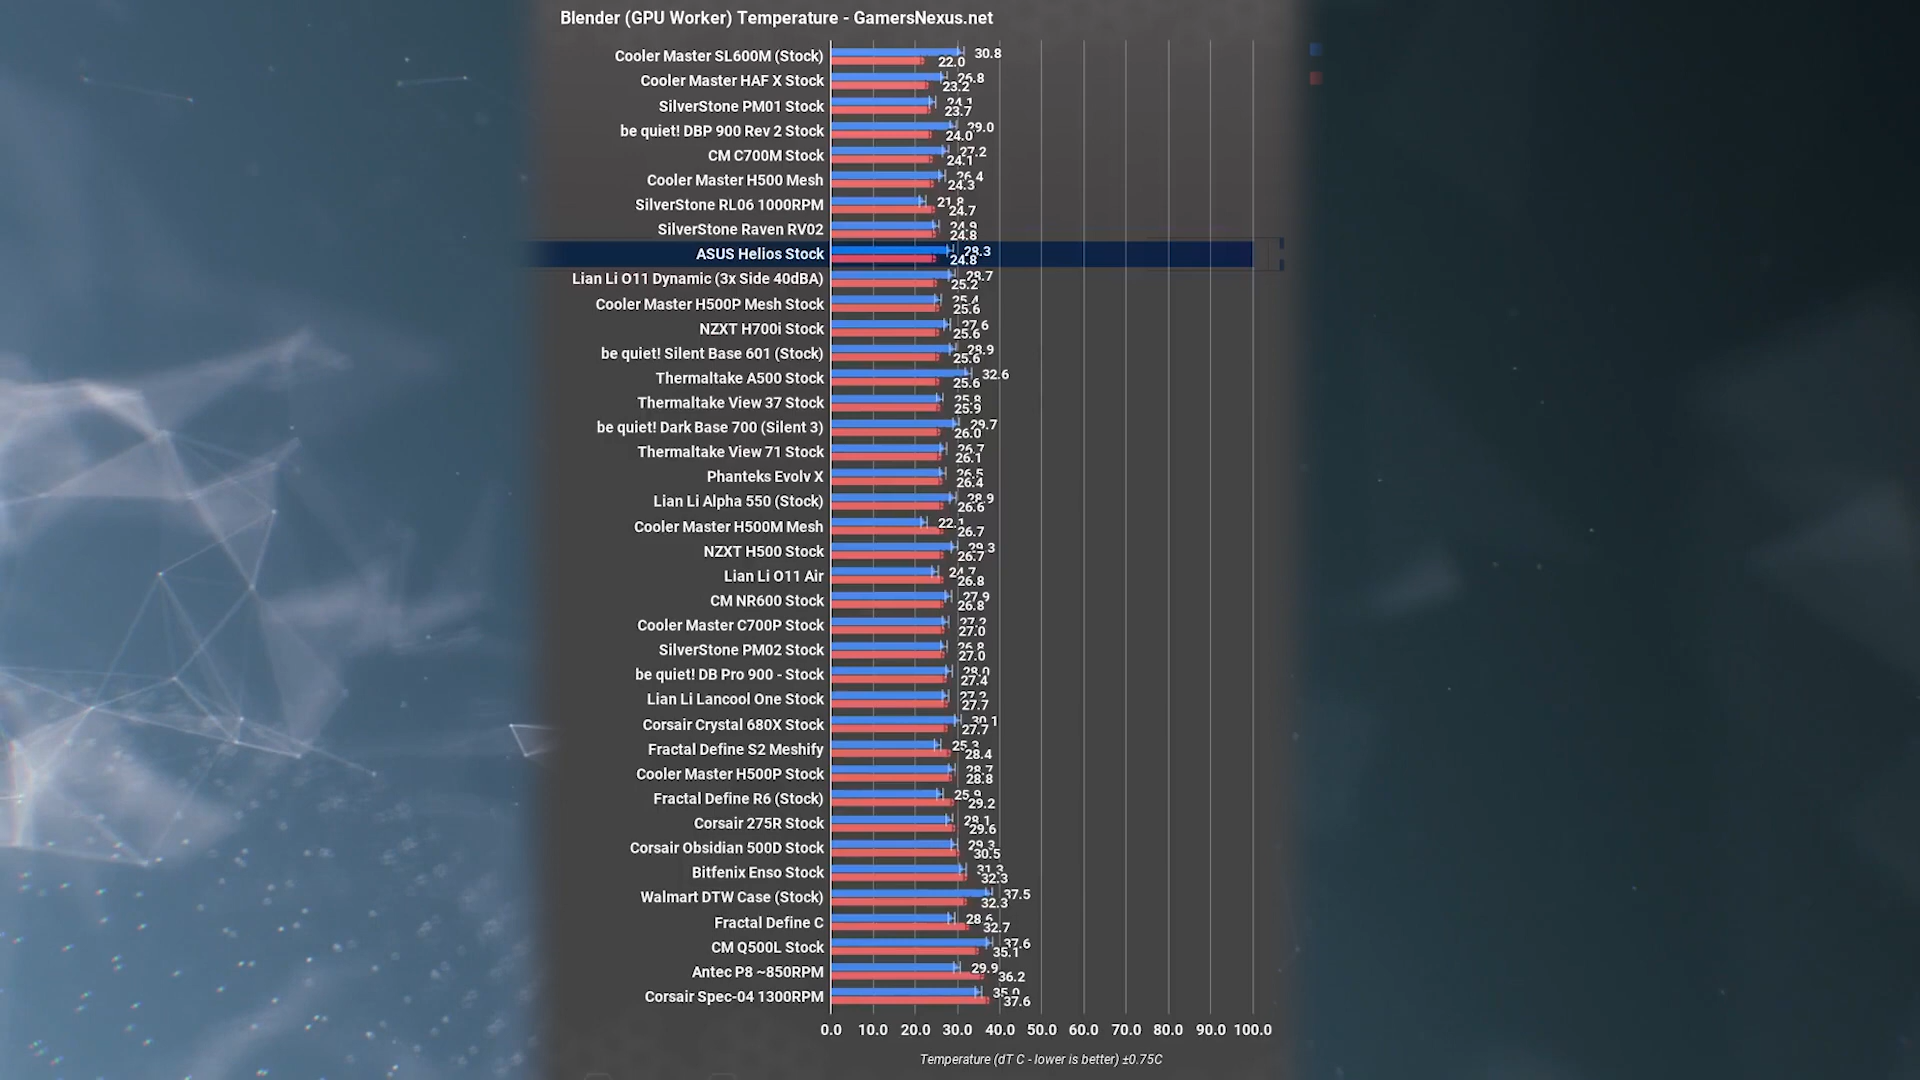 Blender (GPU Worker) Temperature - GamersNexus.net
Cooler Master SL600M (Stock) 30.8 22.0
Cooler Master HAF X Stock 26.8 23.2
SilverStone PM01 Stock 24.1 23.7
be quiet! DBP 900 Rev 2 Stock 29.0 24.0
CM C700M Stock 27.2 24.1
Cooler Master H500 Mesh 26.4 24.3
SilverStone RL06 1000RPM 21.8 24.7
SilverStone Raven RV02 24.9 24.8
ASUS Helios Stock 28.3 24.8
Lian Li O11 Dynamic (3x Side 40dBA) 28.7 25.2
Cooler Master H500P Mesh Stock 25.4 25.6
NZXT H700i Stock 27.6 25.6
be quiet! Silent Base 601 (Stock) 28.9 25.6
Thermaltake A500 Stock 32.6 25.6
Thermaltake View 37 Stock 25.8 25.9
be quiet! Dark Base 700 (Silent 3) 29.7 26.0
Thermaltake View 71 Stock 26.7 26.1
Phanteks Evolv X 26.5 26.4
Lian Li Alpha 550 (Stock) 28.9 26.6
Cooler Master H500M Mesh 22.1 26.7
NZXT H500 Stock 29.3 26.7
Lian Li O11 Air 24.7 26.8
CM NR600 Stock 27.9 26.8
Cooler Master C700P Stock 27.2 27.0
SilverStone PM02 Stock 26.8 27.0
be quiet! DB Pro 900 - Stock 28.0 27.4
Lian Li Lancool One Stock 27.2 27.7
Corsair Crystal 680X Stock 30.1 27.7
Fractal Define S2 Meshify 25.3 28.4
Cooler Master H500P Stock 28.7 28.8
Fractal Define R6 (Stock) 25.9 29.2
Corsair 275R Stock 28.1 29.6
Corsair Obsidian 500D Stock 29.3 30.5
Bitfenix Enso Stock 31.3 32.3
Walmart DTW Case (Stock) 37.5 32.3
Fractal Define C 28.6 32.7
CM Q500L Stock 37.6 35.1
Antec P8 ~850RPM 29.9 36.2
Corsair Spec-04 1300RPM 35.0 37.6
0.0 10.0 20.0 30.0 40.0 50.0 60.0 70.0 80.0 90.0 100.0
Temperature (dT C - lower is better) ±0.75C